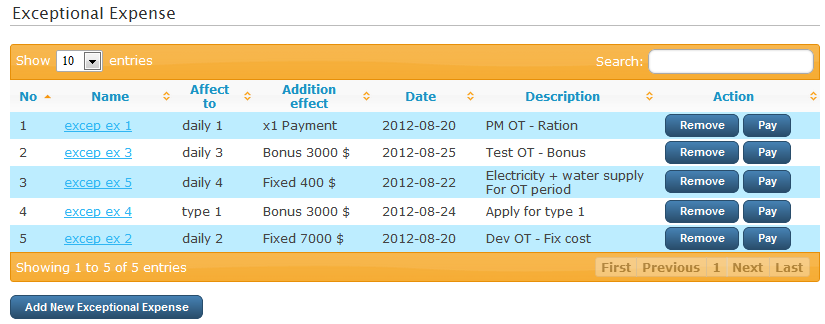 Exceptional Expense
Show 10 entries Search:
No Name Affect to Addition effect Date Description Action
1 excep ex 1 daily 1 x1 Payment 2012-08-20 PM OT - Ration Remove Pay
2 excep ex 3 daily 3 Bonus 3000 $ 2012-08-25 Test OT - Bonus Remove Pay
3 excep ex 5 daily 4 Fixed 400 $ 2012-08-22 Electricity + water supply For OT period Remove Pay
4 excep ex 4 type 1 Bonus 3000 $ 2012-08-24 Apply for type 1 Remove Pay
5 excep ex 2 daily 2 Fixed 7000 $ 2012-08-20 Dev OT - Fix cost Remove Pay
Showing 1 to 5 of 5 entries First Previous 1 Next Last
Add New Exceptional Expense